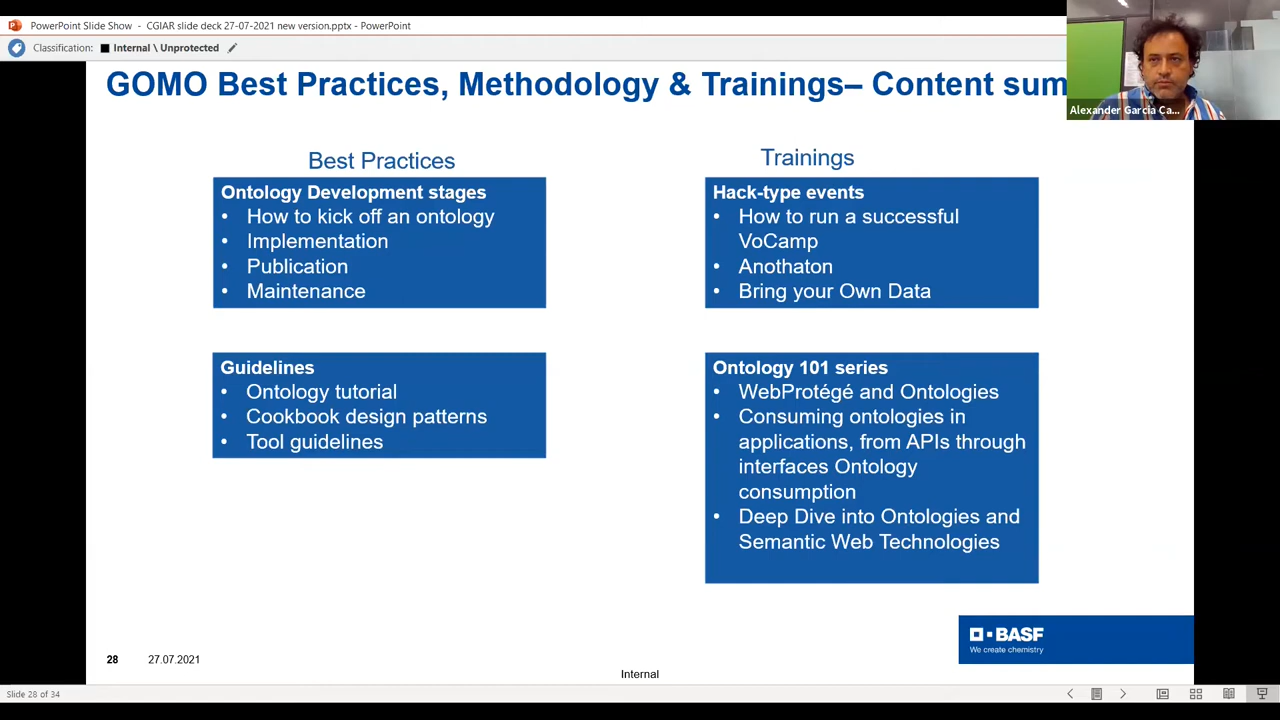 PowerPoint Slide Show - CGIAR slide deck 27-07-2021 new version.pptx - PowerPoint
Classification: Internal \ Unprotected
GOMO Best Practices, Methodology & Trainings– Content sum
Alexander Garcia Ca...
Best Practices
Ontology Development stages
• How to kick off an ontology
• Implementation
• Publication
• Maintenance
Guidelines
• Ontology tutorial
• Cookbook design patterns
• Tool guidelines
Trainings
Hack-type events
• How to run a successful
VoCamp
• Anothaton
• Bring your Own Data
Ontology 101 series
• WebProtégé and Ontologies
• Consuming ontologies in
applications, from APIs through
interfaces Ontology
consumption
• Deep Dive into Ontologies and
Semantic Web Technologies
BASF
We create chemistry
28 27.07.2021
Internal
Slide 28 of 34